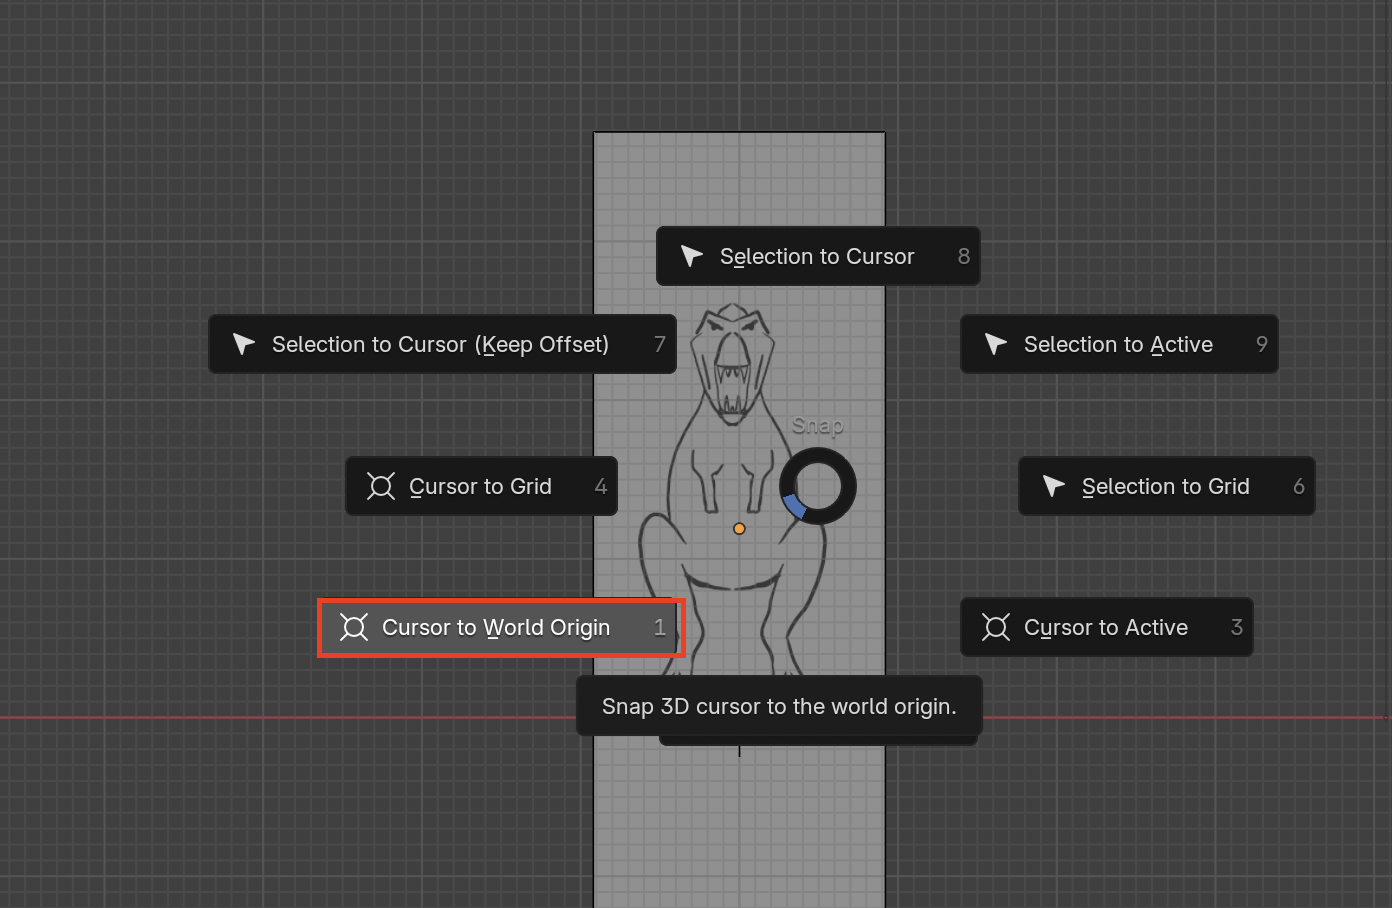 Selection to Cursor 8
Selection to Cursor (Keep Offset) 7
Selection to Active 9
Snap
Cursor to Grid 4
Selection to Grid 6
Cursor to World Origin 1
Cursor to Active 3
Snap 3D cursor to the world origin.